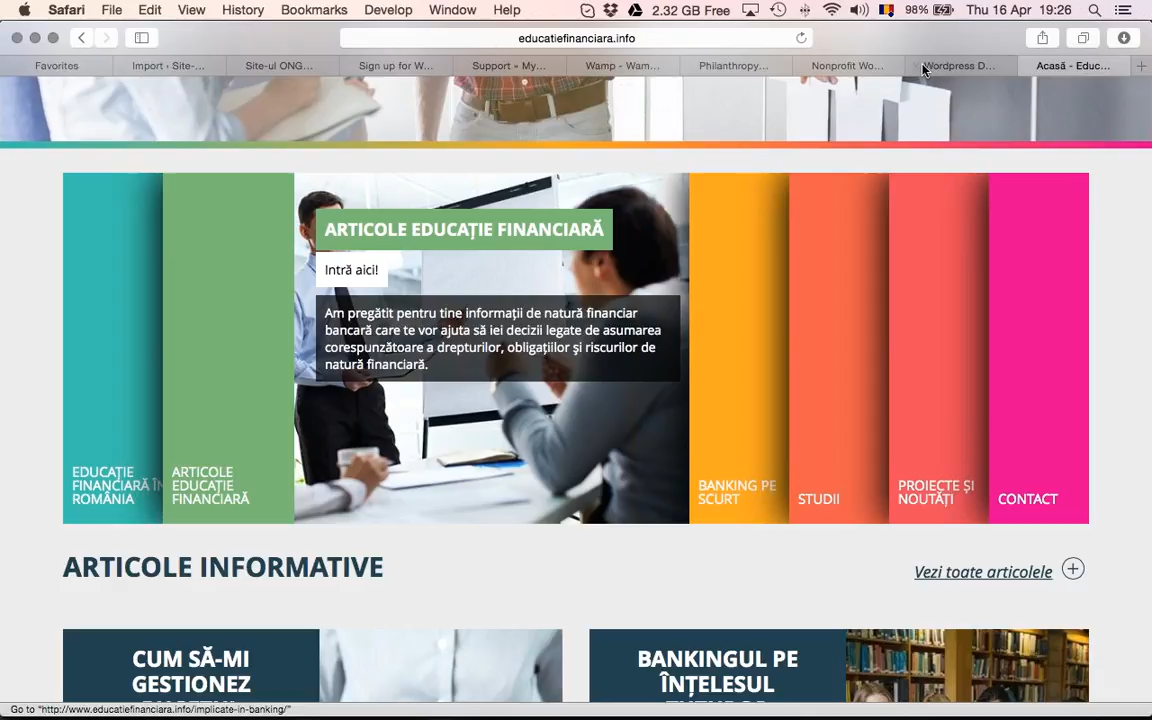 Safari File Edit View History Bookmarks Develop Window Help 2.32 GB Free 98% Thu 16 Apr 19:26
educatiefinanciara.info
Favorites Import ‹ Site-... Site-ul ONG... Sign up for W... Support » My... Wamp - Wam... Philanthropy... Nonprofit Wo... Wordpress D... Acasă - Educ...
ARTICOLE EDUCAȚIE FINANCIARĂ
Intră aici!
Am pregătit pentru tine informații de natură financiar
bancară care te vor ajuta să iei decizii legate de asumarea
corespunzătoare a drepturilor, obligațiilor şi riscurilor de
natură financiară.
EDUCAȚIE
FINANCIARĂ ÎN
ROMÂNIA
ARTICOLE
EDUCAȚIE
FINANCIARĂ
BANKING PE
SCURT
STUDII
PROIECTE ȘI
NOUTĂȚI
CONTACT
ARTICOLE INFORMATIVE
Vezi toate articolele
CUM SĂ-MI
GESTIONEZ
BANKINGUL PE
ÎNȚELESUL
Go to "http://www.educatiefinanciara.info/implicate-in-banking/"